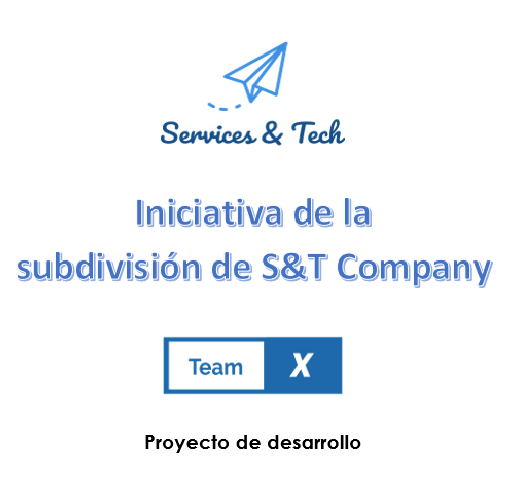 Services & Tech
Iniciativa de la
subdivisión de S&T Company
Team X
Proyecto de desarrollo